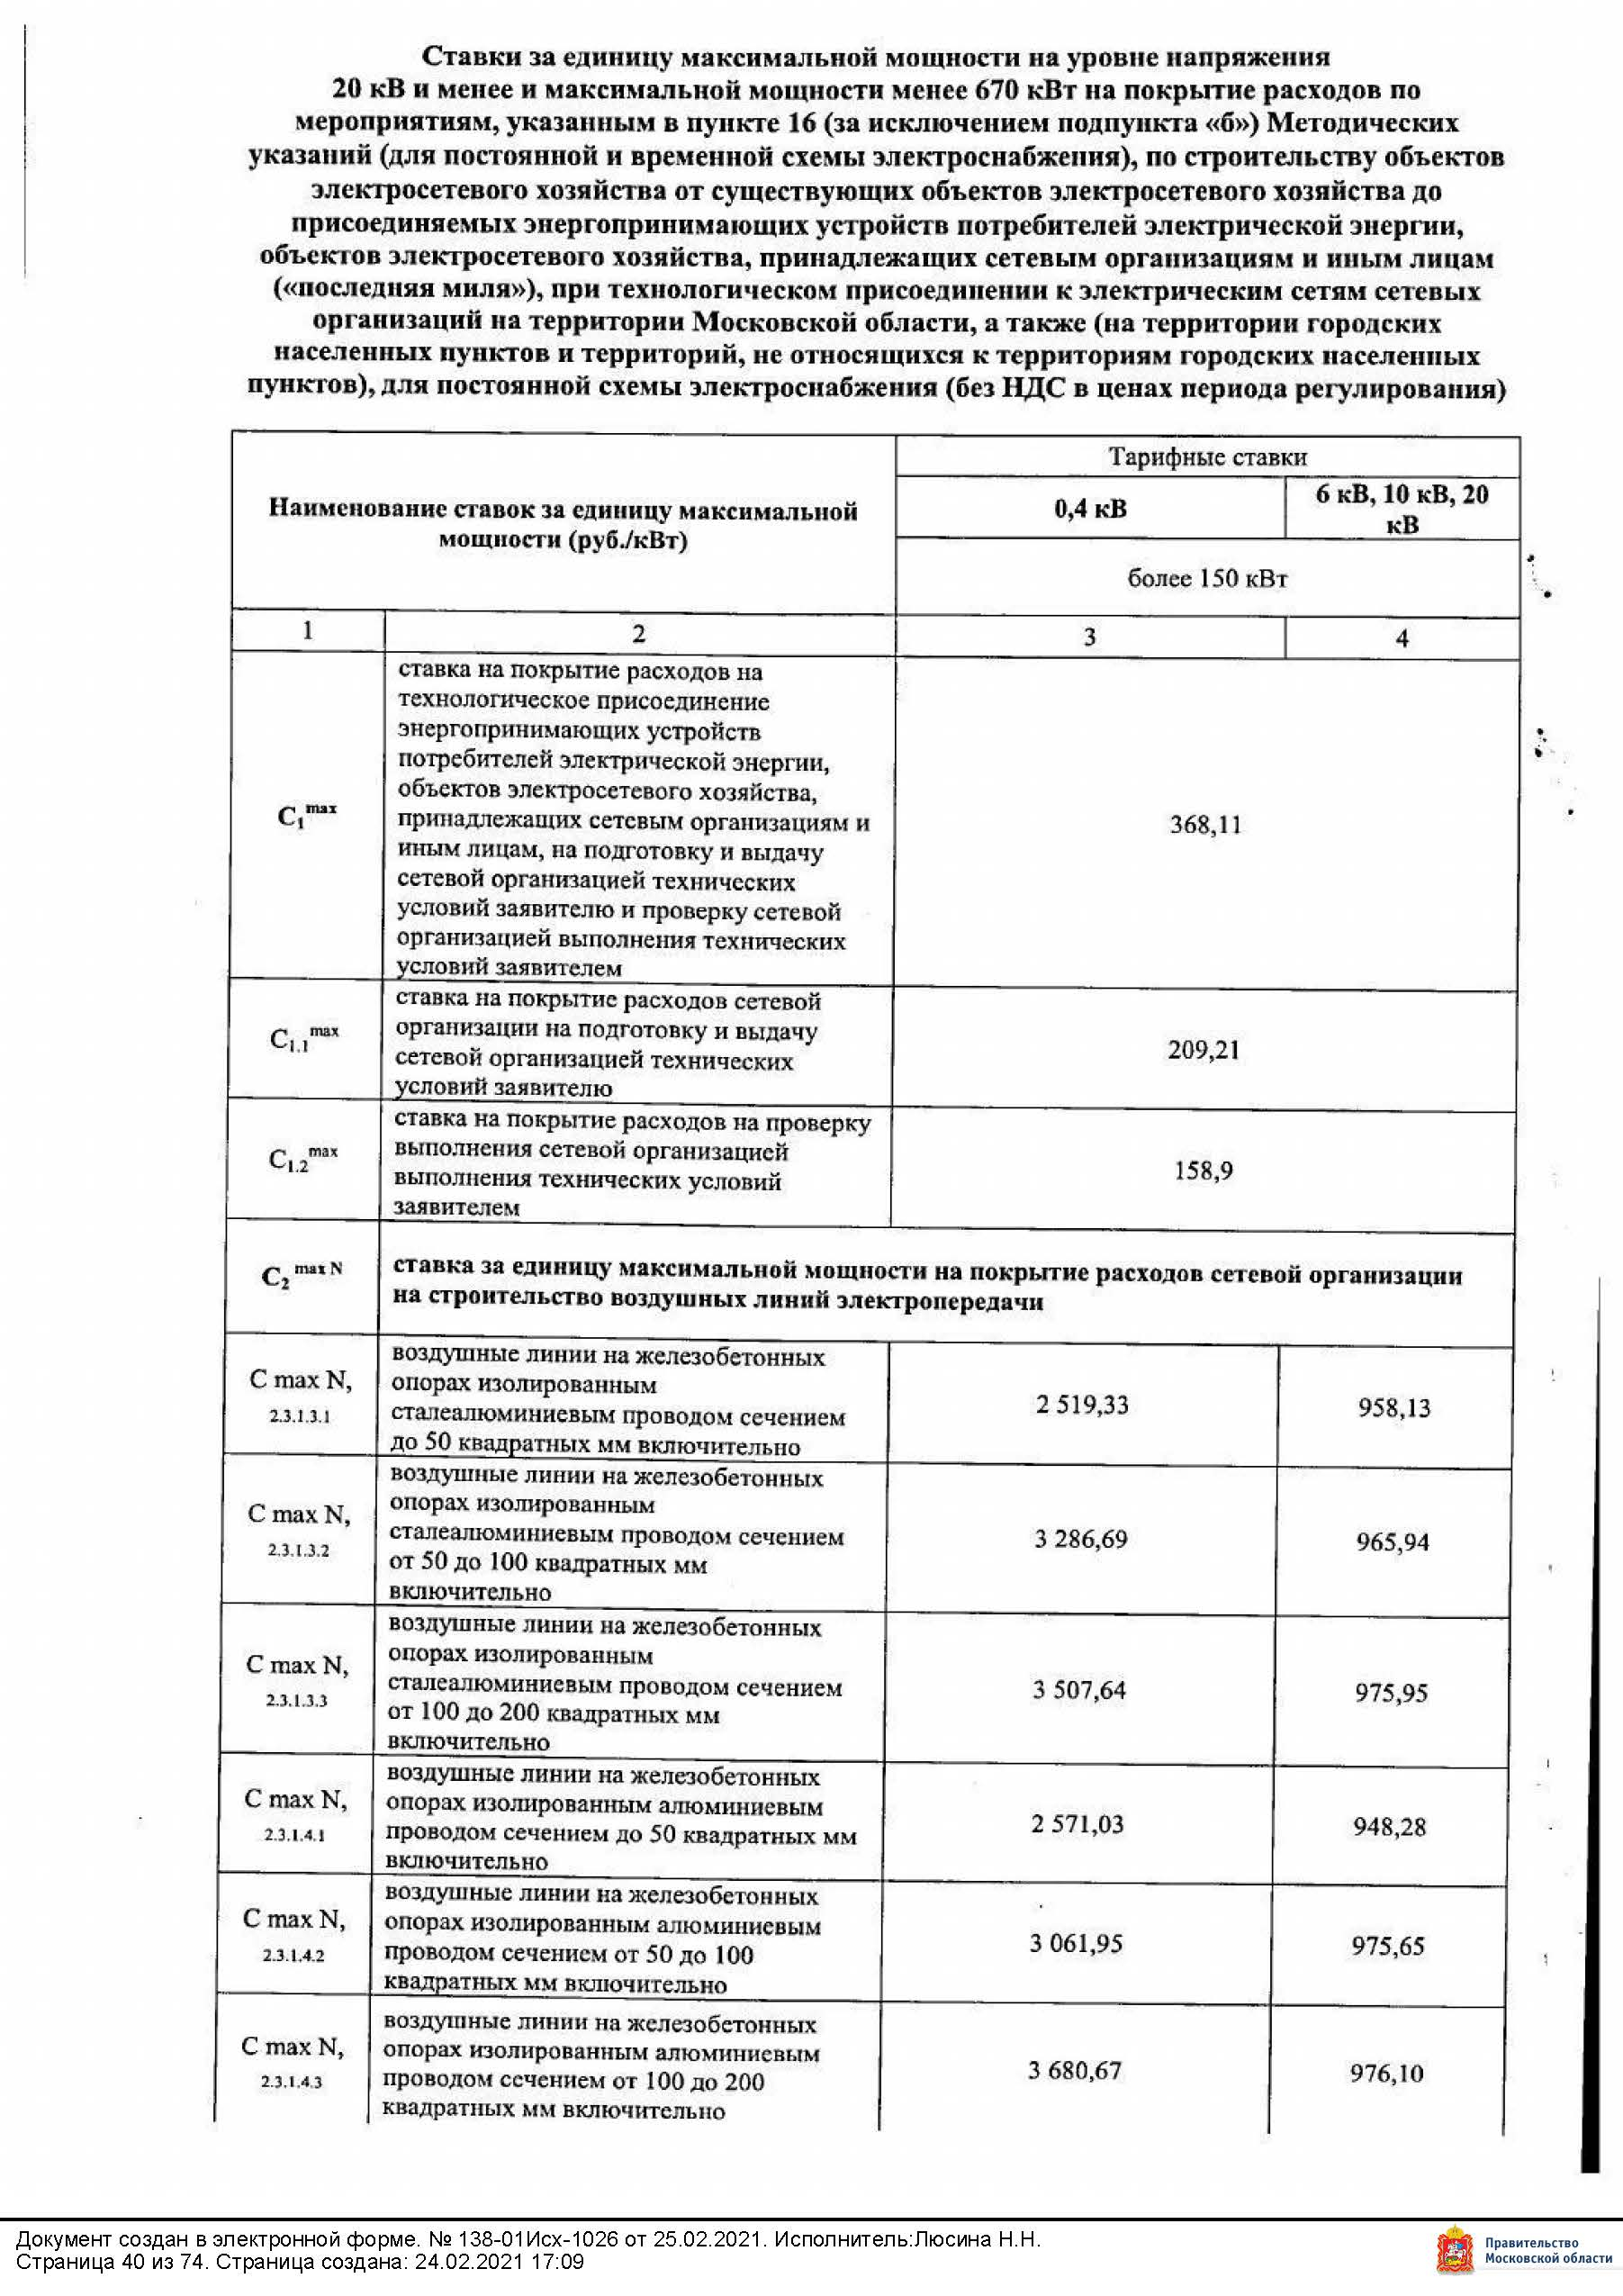 Ставки за единицу максимальной мощности на уровне напряжения
20 кВ и менее и максимальной мощности менее 670 кВт на покрытие расходов по
мероприятиям, указанным в пункте 16 (за исключением подпункта «б») Методических
указаний (для постоянной и временной схемы электроснабжения), по строительству объектов
электросетевого хозяйства от существующих объектов электросетевого хозяйства до
присоединяемых энергопринимающих устройств потребителей электрической энергии,
объектов электросетевого хозяйства, принадлежащих сетевым организациям и иным лицам
(«последняя миля»), при технологическом присоединении к электрическим сетям сетевых
организаций на территории Московской области, а также (на территории городских
населенных пунктов и территорий, не относящихся к территориям городских населенных
пунктов), для постоянной схемы электроснабжения (без НДС в ценах периода регулирования)
Наименование ставок за единицу максимальной
мощности (руб./кВт)
Тарифные ставки
0,4 кВ
6 кВ, 10 кВ, 20
кВ
более 150 кВт
1
2
3
4
C1 max
ставка на покрытие расходов на
технологическое присоединение
энергопринимающих устройств
потребителей электрической энергии,
объектов электросетевого хозяйства,
принадлежащих сетевым организациям и
иным лицам, на подготовку и выдачу
сетевой организацией технических
условий заявителю и проверку сетевой
организацией выполнения технических
условий заявителем
368,11
C1.1 max
ставка на покрытие расходов сетевой
организации на подготовку и выдачу
сетевой организацией технических
условий заявителю
209,21
C1.2 max
ставка на покрытие расходов на проверку
выполнения сетевой организацией
выполнения технических условий
заявителем
158,9
C2 max N
ставка за единицу максимальной мощности на покрытие расходов сетевой организации
на строительство воздушных линий электропередачи
C max N,
2.3.1.3.1
воздушные линии на железобетонных
опорах изолированным
сталеалюминиевым проводом сечением
до 50 квадратных мм включительно
2 519,33
958,13
C max N,
2.3.1.3.2
воздушные линии на железобетонных
опорах изолированным
сталеалюминиевым проводом сечением
от 50 до 100 квадратных мм
включительно
3 286,69
965,94
C max N,
2.3.1.3.3
воздушные линии на железобетонных
опорах изолированным
сталеалюминиевым проводом сечением
от 100 до 200 квадратных мм
включительно
3 507,64
975,95
C max N,
2.3.1.4.1
воздушные линии на железобетонных
опорах изолированным алюминиевым
проводом сечением до 50 квадратных мм
включительно
2 571,03
948,28
C max N,
2.3.1.4.2
воздушные линии на железобетонных
опорах изолированным алюминиевым
проводом сечением от 50 до 100
квадратных мм включительно
3 061,95
975,65
C max N,
2.3.1.4.3
воздушные линии на железобетонных
опорах изолированным алюминиевым
проводом сечением от 100 до 200
квадратных мм включительно
3 680,67
976,10
Документ создан в электронной форме. № 138-01Исх-1026 от 25.02.2021. Исполнитель:Люсина Н.Н.
Страница 40 из 74. Страница создана: 24.02.2021 17:09
Правительство
Московской области